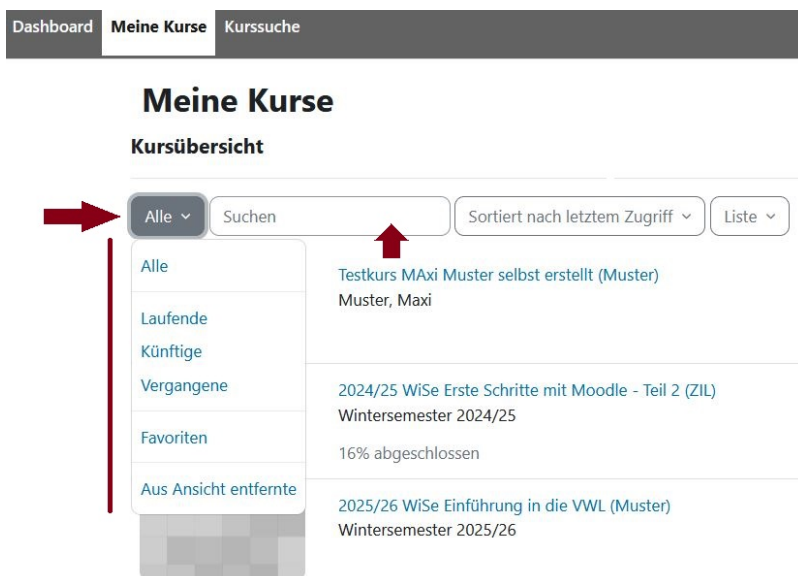 Dashboard Meine Kurse Kurssuche
Meine Kurse
Kursübersicht
Alle Suchen Sortiert nach letztem Zugriff Liste
Alle
Laufende
Künftige
Vergangene
Favoriten
Aus Ansicht entfernte
Testkurs MAxi Muster selbst erstellt (Muster)
Muster, Maxi
2024/25 WiSe Erste Schritte mit Moodle - Teil 2 (ZIL)
Wintersemester 2024/25
16% abgeschlossen
2025/26 WiSe Einführung in die VWL (Muster)
Wintersemester 2025/26